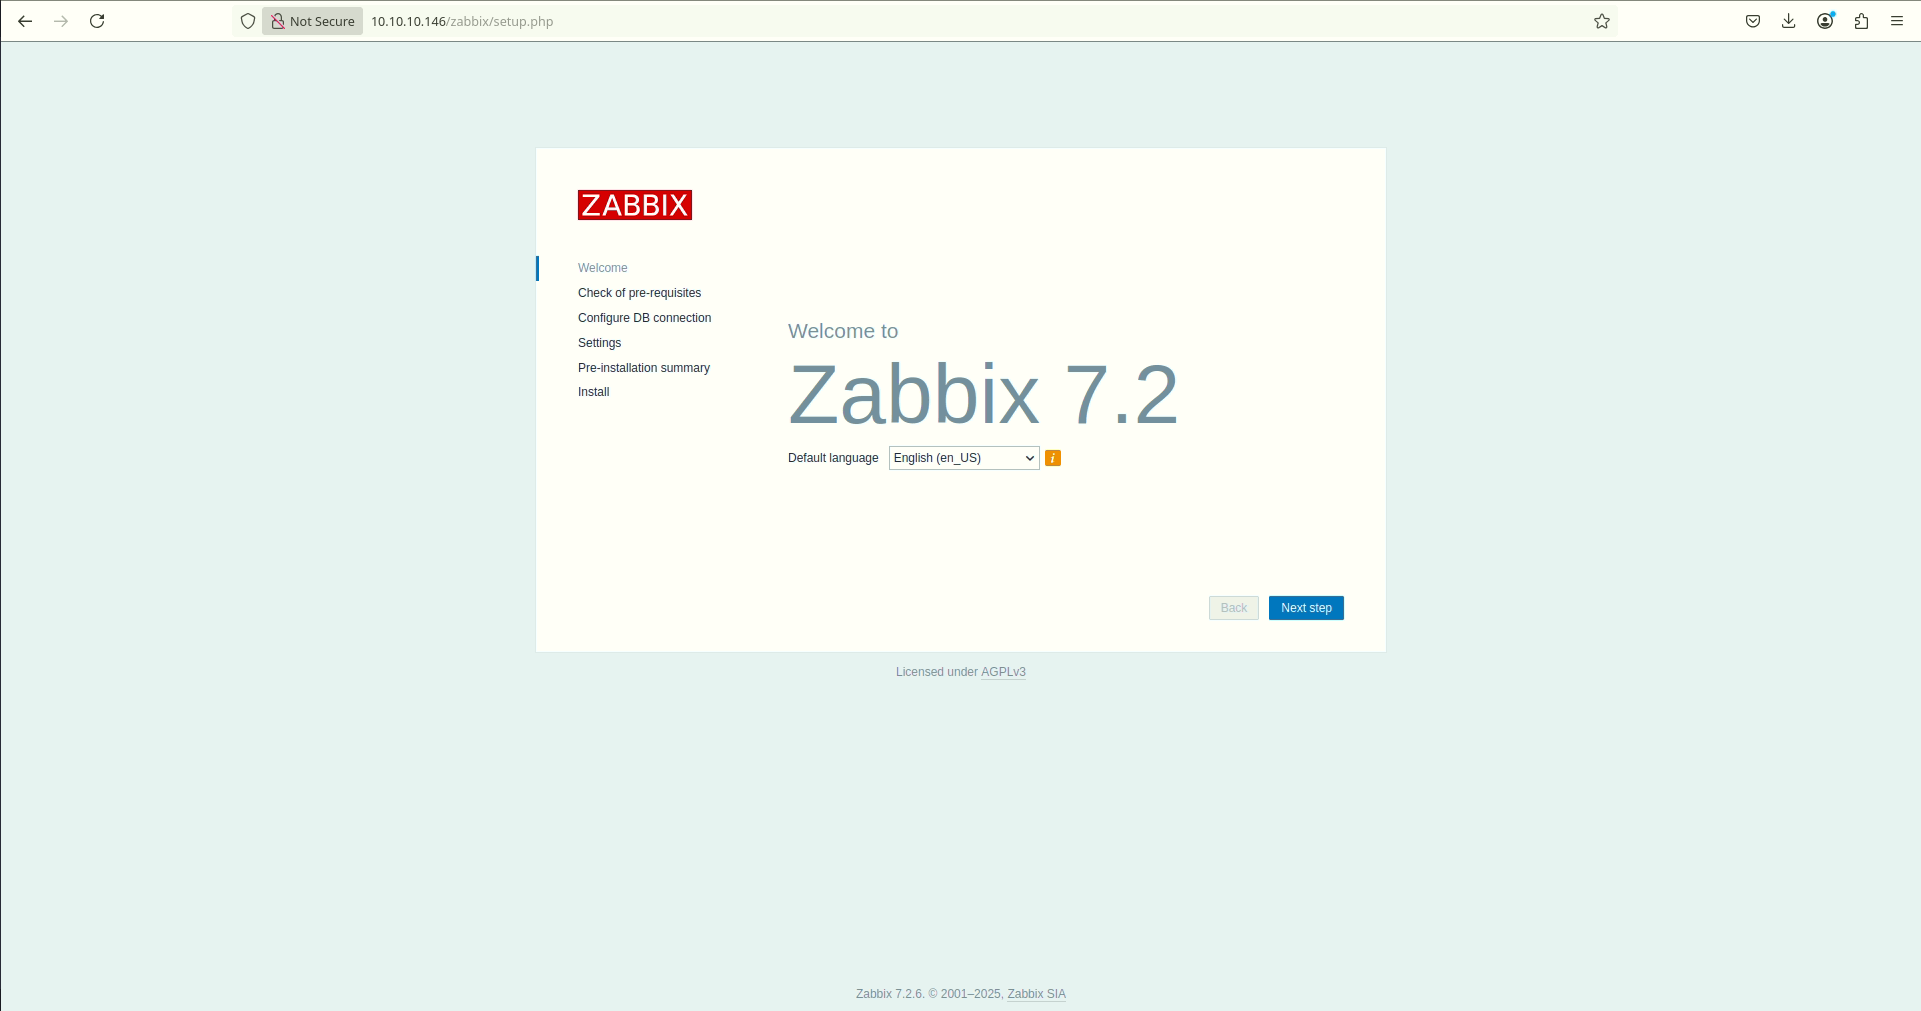 Not Secure 10.10.10.146/zabbix/setup.php
ZABBIX
Welcome
Check of pre-requisites
Configure DB connection
Settings
Pre-installation summary
Install
Welcome to
Zabbix 7.2
Default language English (en_US) i
Back Next step
Licensed under AGPLv3
Zabbix 7.2.6. © 2001–2025, Zabbix SIA